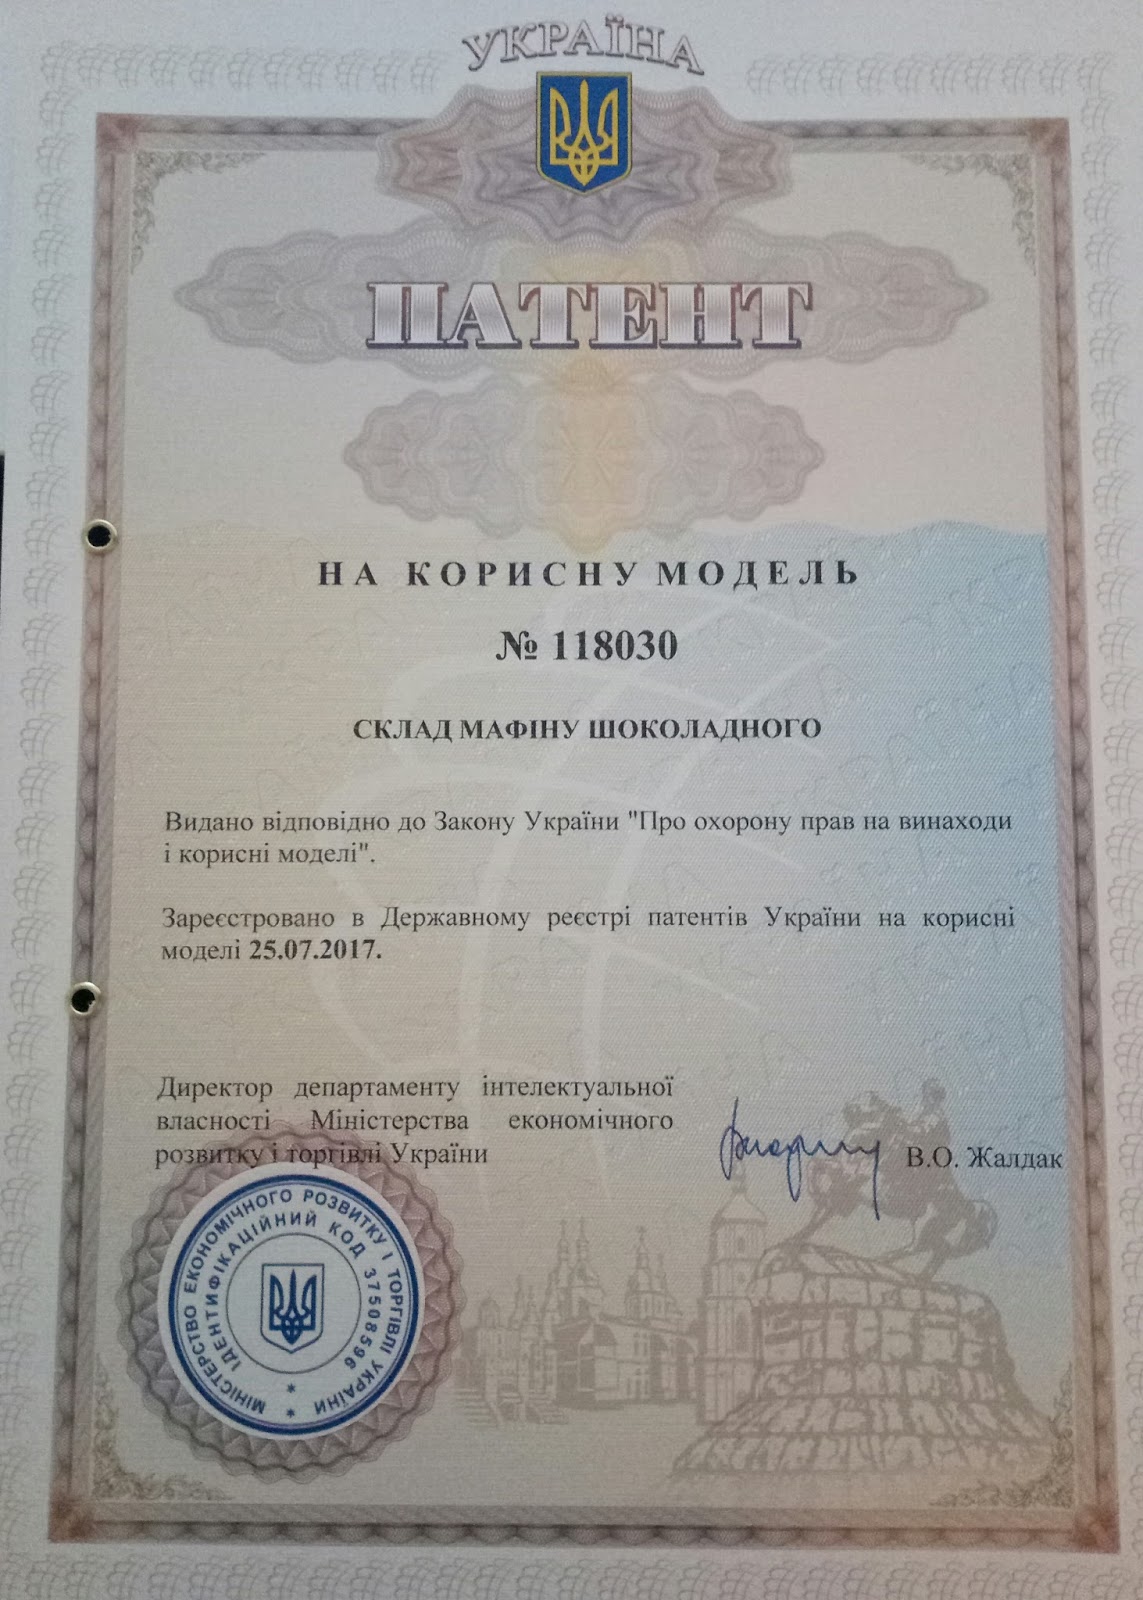 УКРАЇНА
ПАТЕНТ
НА КОРИСНУ МОДЕЛЬ
№ 118030
СКЛАД МАФІНУ ШОКОЛАДНОГО
Видано відповідно до Закону України "Про охорону прав на винаходи
і корисні моделі".
Зареєстровано в Державному реєстрі патентів України на корисні
моделі 25.07.2017.
Директор департаменту інтелектуальної
власності Міністерства економічного
розвитку і торгівлі України
В.О. Жалдак
МІНІСТЕРСТВО ЕКОНОМІЧНОГО РОЗВИТКУ І ТОРГІВЛІ УКРАЇНИ
ІДЕНТИФІКАЦІЙНИЙ КОД 37508596